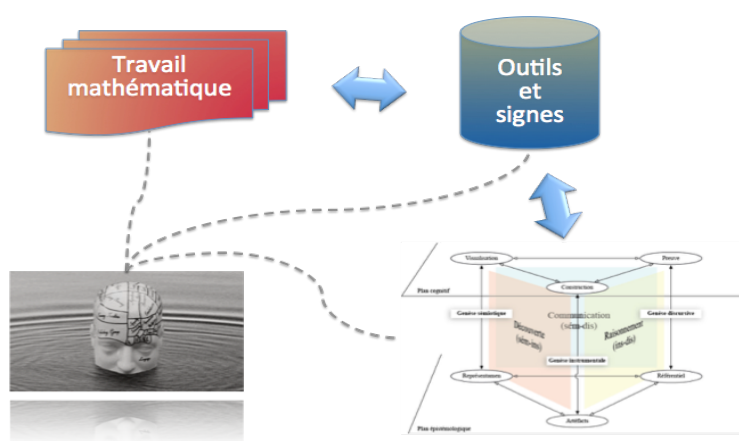 Travail
mathématique
Outils
et
signes
Visualisation
Preuve
Construction
Plan cognitif
Genèse sémiotique
Communication
(sém-dis)
Genèse discursive
Découverte
(sém-ins)
Raisonnement
(ins-dis)
Genèse instrumentale
Représentamen
Référentiel
Artéfacts
Plan épistémologique